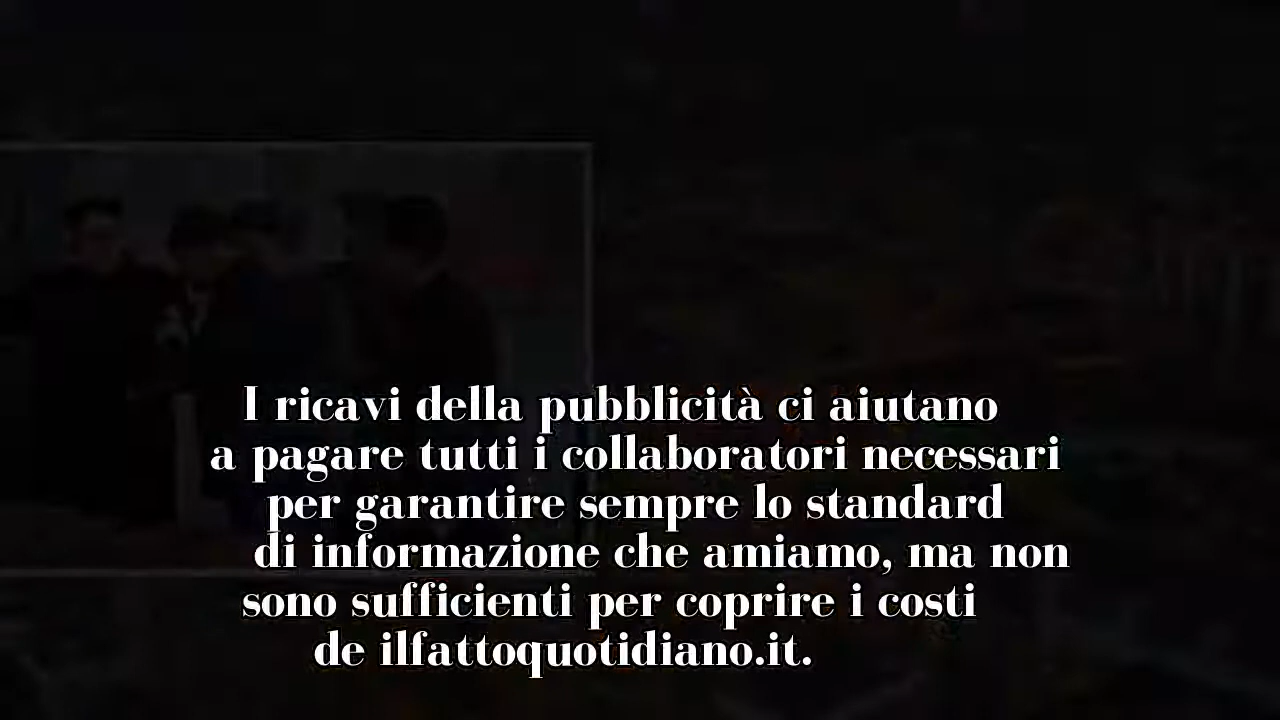 I ricavi della pubblicità ci aiutano
a pagare tutti i collaboratori necessari
per garantire sempre lo standard
di informazione che amiamo, ma non
sono sufficienti per coprire i costi
de ilfattoquotidiano.it.